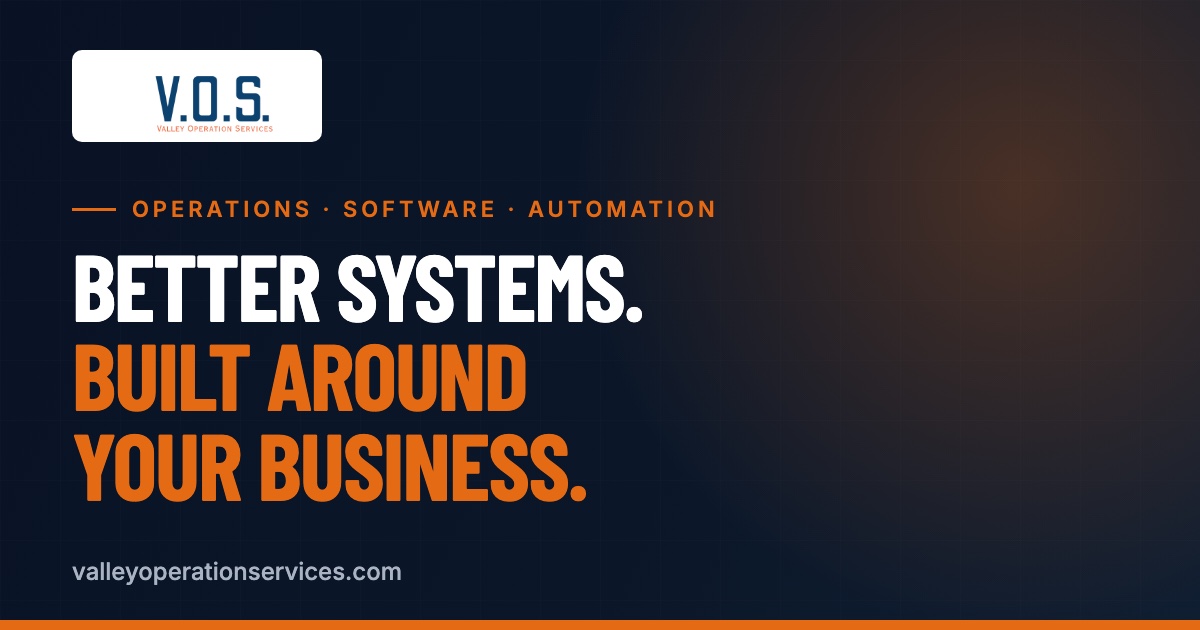 V.O.S.
Valley Operation Services
OPERATIONS · SOFTWARE · AUTOMATION
BETTER SYSTEMS.
BUILT AROUND
YOUR BUSINESS.
valleyoperationservices.com